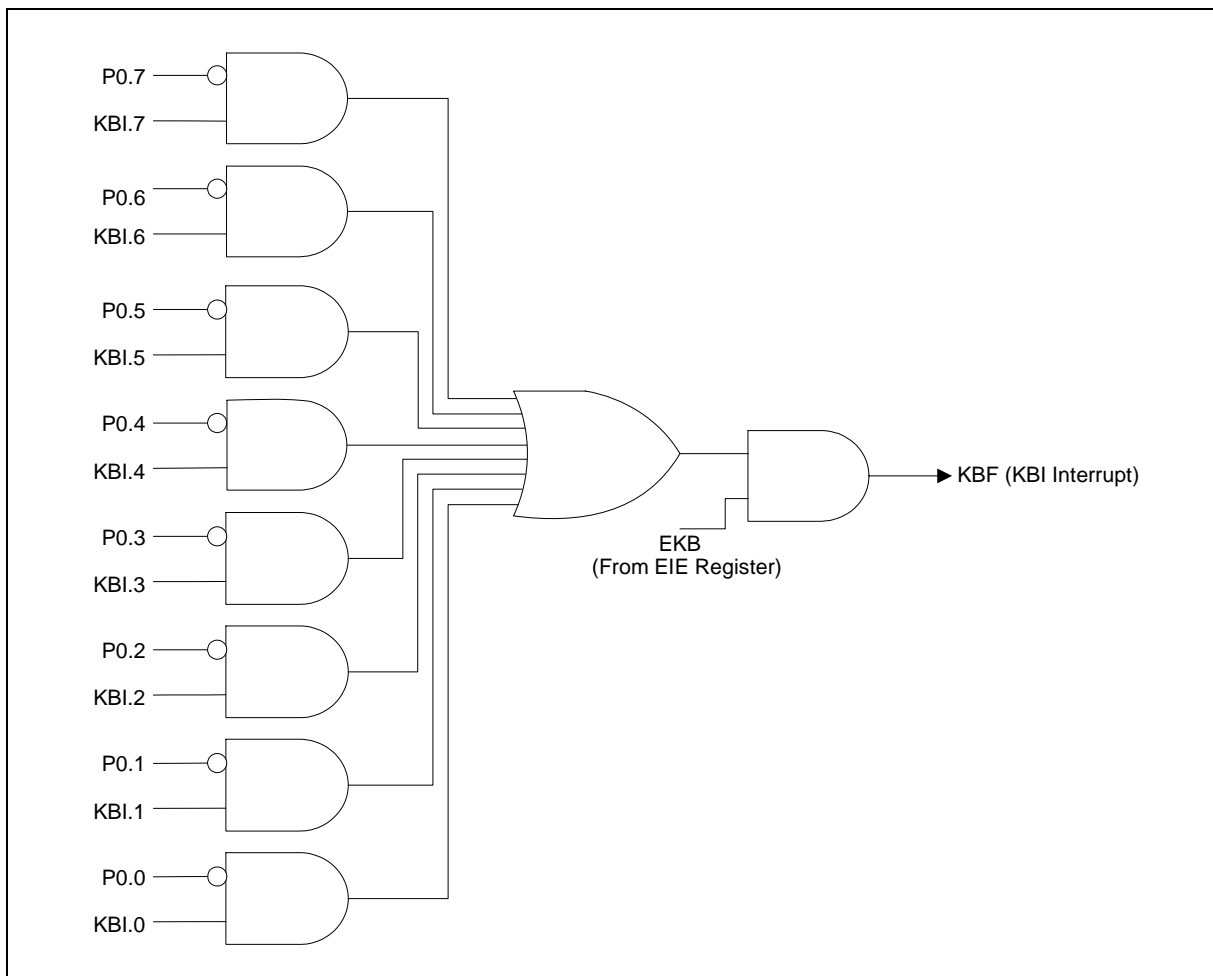 P0.7
KBI.7
P0.6
KBI.6
P0.5
KBI.5
P0.4
KBI.4
P0.3
KBI.3
P0.2
KBI.2
P0.1
KBI.1
P0.0
KBI.0
EKB
(From EIE Register)
KBF (KBI Interrupt)